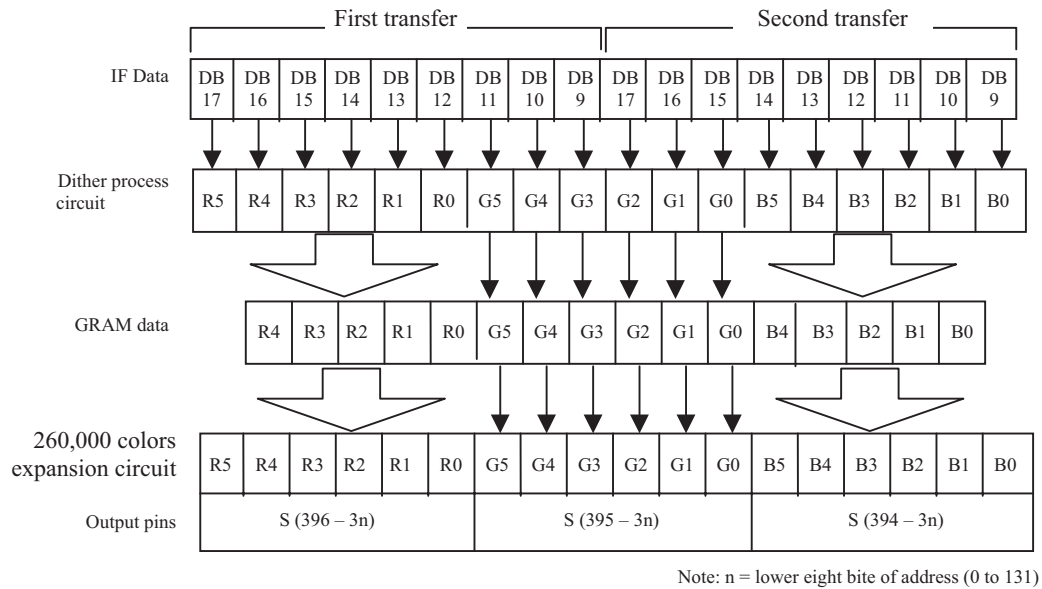 First transfer Second transfer
IF Data
DB 17 DB 16 DB 15 DB 14 DB 13 DB 12 DB 11 DB 10 DB 9 DB 17 DB 16 DB 15 DB 14 DB 13 DB 12 DB 11 DB 10 DB 9
Dither process
circuit
R5 R4 R3 R2 R1 R0 G5 G4 G3 G2 G1 G0 B5 B4 B3 B2 B1 B0
GRAM data
R4 R3 R2 R1 R0 G5 G4 G3 G2 G1 G0 B4 B3 B2 B1 B0
260,000 colors
expansion circuit
R5 R4 R3 R2 R1 R0 G5 G4 G3 G2 G1 G0 B5 B4 B3 B2 B1 B0
Output pins
S (396 – 3n) S (395 – 3n) S (394 – 3n)
Note: n = lower eight bite of address (0 to 131)